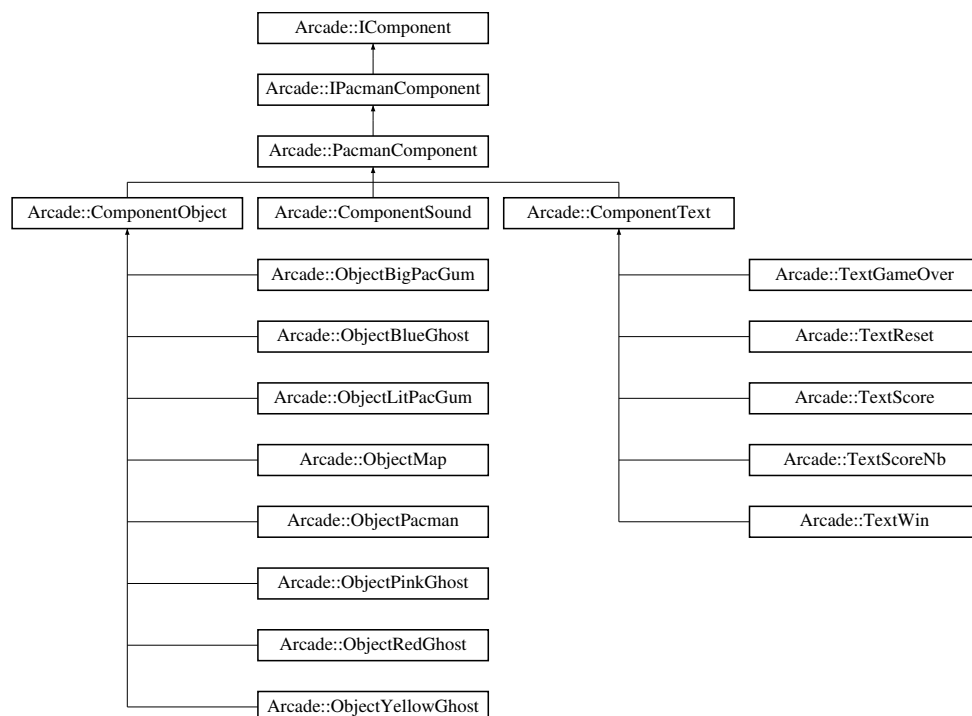 Arcade::IComponent
Arcade::IPacmanComponent
Arcade::PacmanComponent
Arcade::ComponentObject
Arcade::ComponentSound
Arcade::ComponentText
Arcade::ObjectBigPacGum
Arcade::TextGameOver
Arcade::ObjectBlueGhost
Arcade::TextReset
Arcade::ObjectLitPacGum
Arcade::TextScore
Arcade::ObjectMap
Arcade::TextScoreNb
Arcade::ObjectPacman
Arcade::TextWin
Arcade::ObjectPinkGhost
Arcade::ObjectRedGhost
Arcade::ObjectYellowGhost